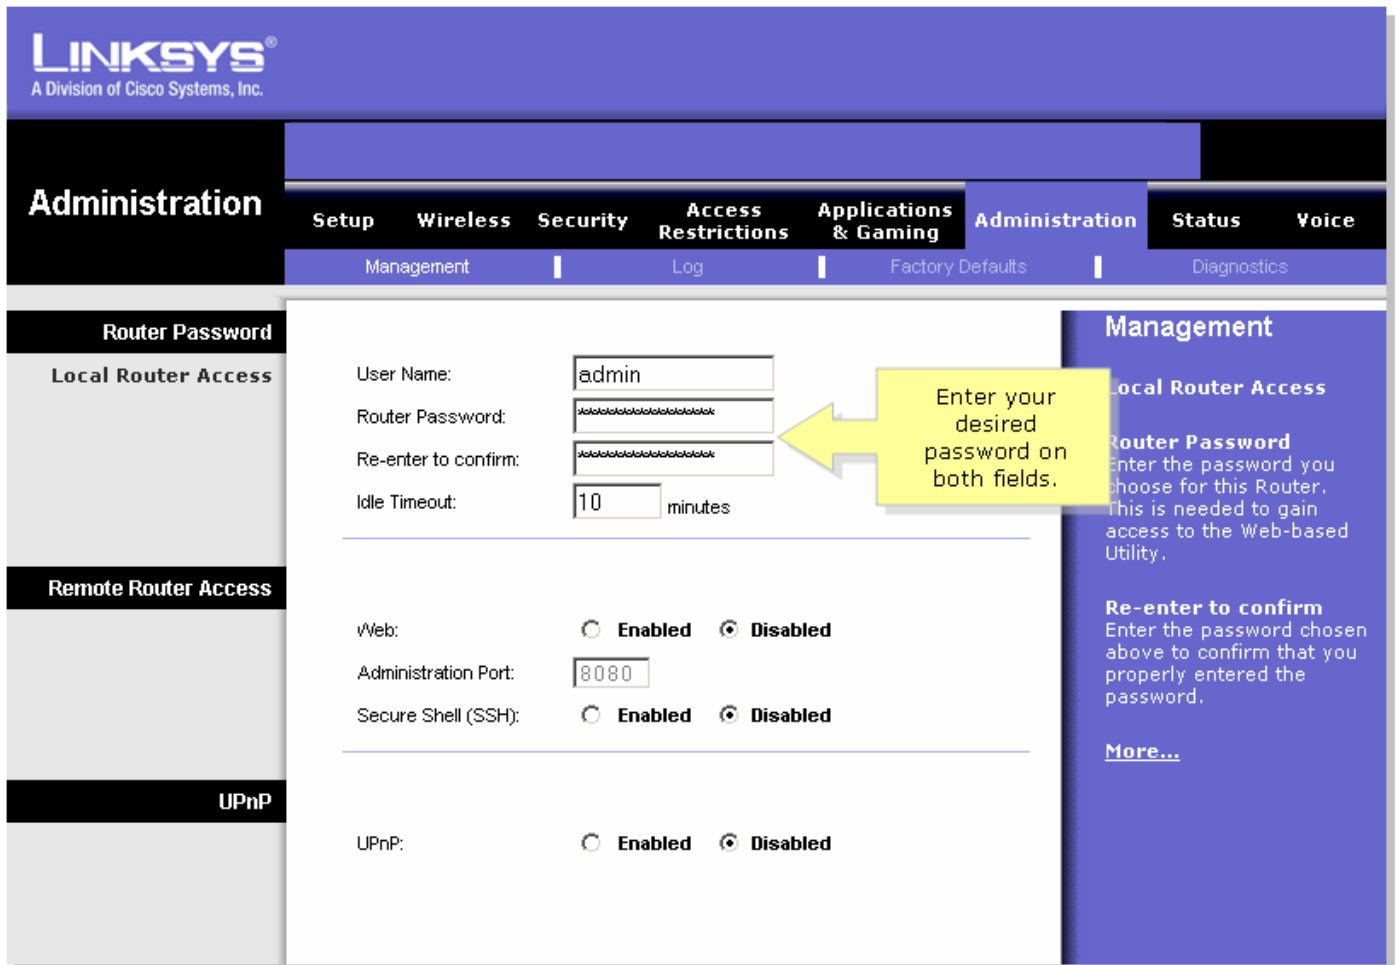 LINKSYS®
A Division of Cisco Systems, Inc.
Administration
Setup
Wireless
Security
Access
Restrictions
Applications
& Gaming
Administration
Status
Voice
Management
Log
Factory Defaults
Diagnostics
Router Password
Local Router Access
User Name:
admin
Router Password:
*******************
Re-enter to confirm:
*******************
Idle Timeout:
10
minutes
Enter your
desired
password on
both fields.
Remote Router Access
Web:
Enabled
Disabled
Administration Port:
8080
Secure Shell (SSH):
Enabled
Disabled
UPnP
UPnP:
Enabled
Disabled
Management
Local Router Access
Router Password
Enter the password you
choose for this Router.
This is needed to gain
access to the Web-based
Utility.
Re-enter to confirm
Enter the password chosen
above to confirm that you
properly entered the
password.
More...